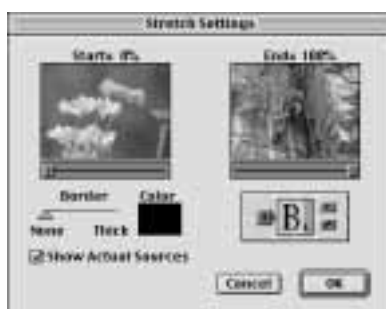 Stretch Settings
Start= 0%
End= 100%
Border
Color
None
Thick
B
Show Actual Sources
Cancel
OK